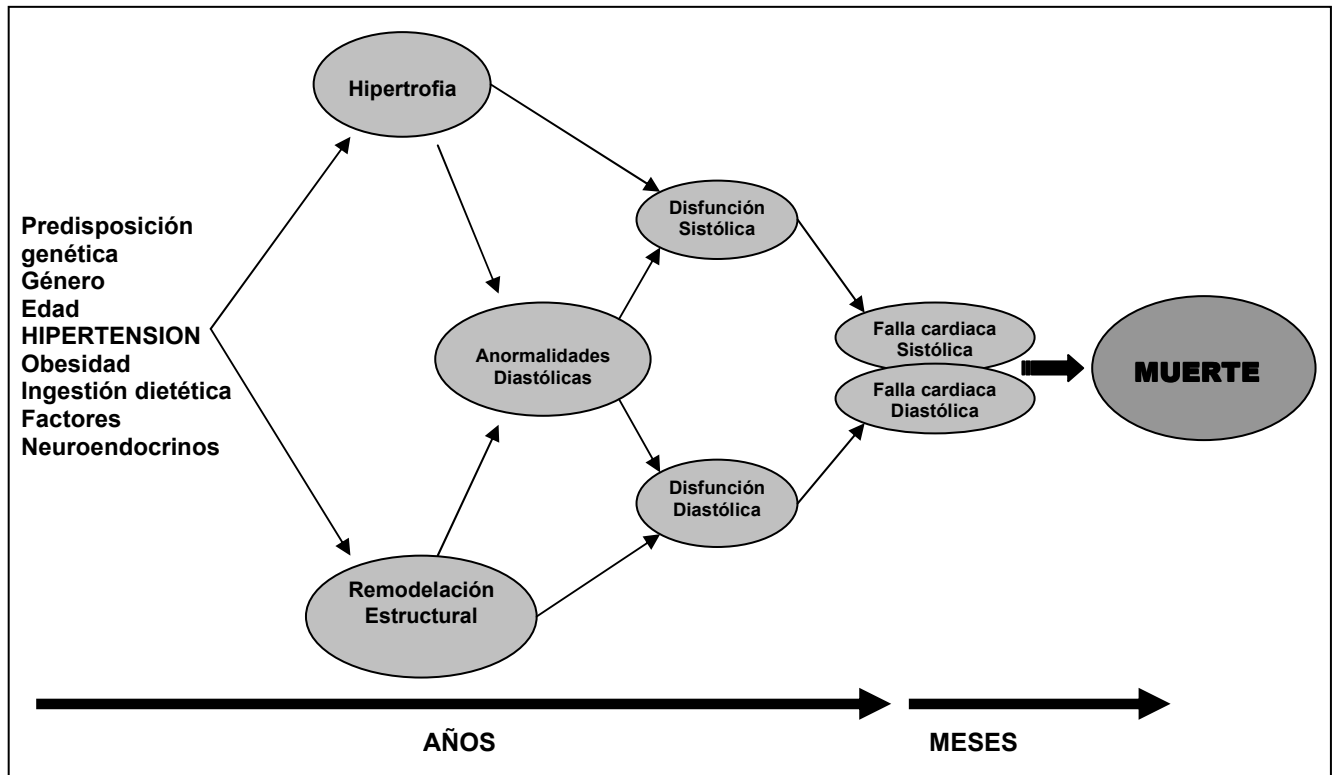 Hipertrofia
Predisposición
genética
Género
Edad
HIPERTENSION
Obesidad
Ingestión dietética
Factores
Neuroendocrinos
Disfunción
Sistólica
Anormalidades
Diastólicas
Falla cardiaca
Sistólica
Falla cardiaca
Diastólica
MUERTE
Disfunción
Diastólica
Remodelación
Estructural
AÑOS
MESES